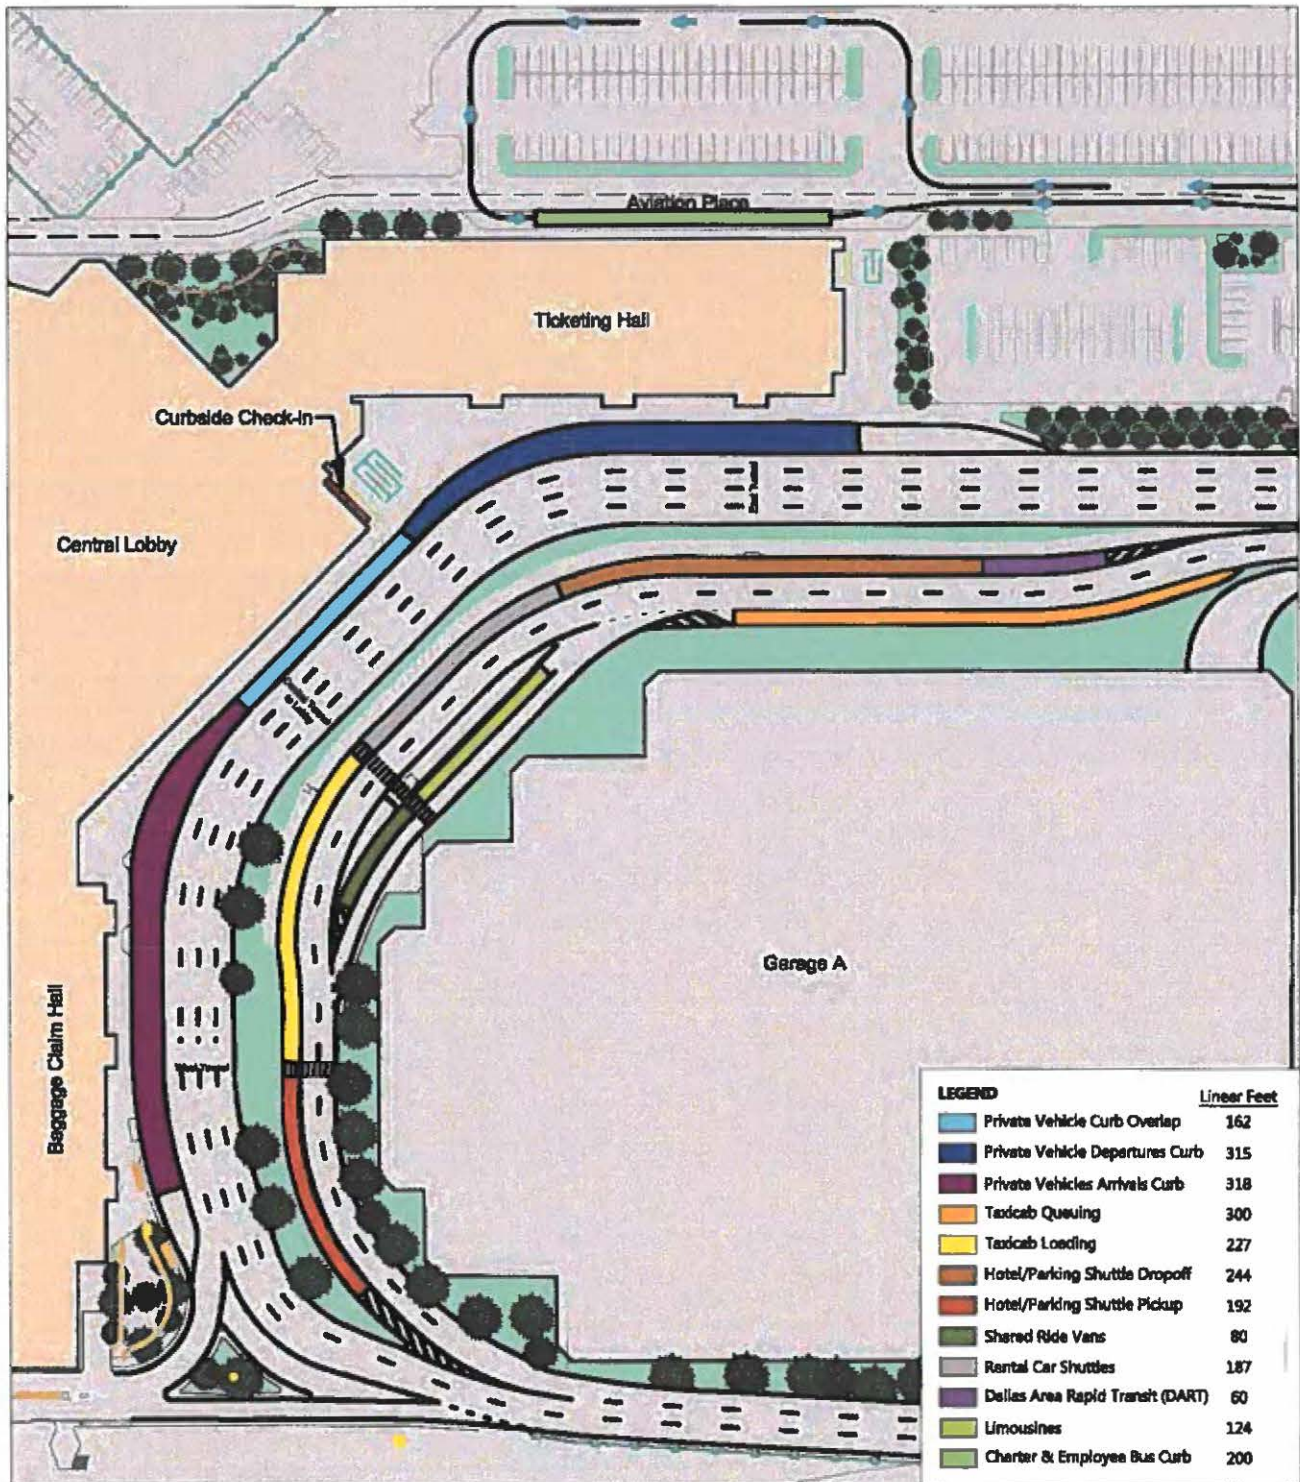 Aviation Place
Ticketing Hall
Curbside Check-in
East Tunnel
Central Lobby
Garage A
Baggage Claim Hall
LEGEND Linear Feet
Private Vehicle Curb Overlap 162
Private Vehicle Departures Curb 315
Private Vehicles Arrivals Curb 318
Taxicab Queuing 300
Taxicab Loading 227
Hotel/Parking Shuttle Dropoff 244
Hotel/Parking Shuttle Pickup 192
Shared Ride Vans 80
Rental Car Shuttles 187
Dallas Area Rapid Transit (DART) 60
Limousines 124
Charter & Employee Bus Curb 200